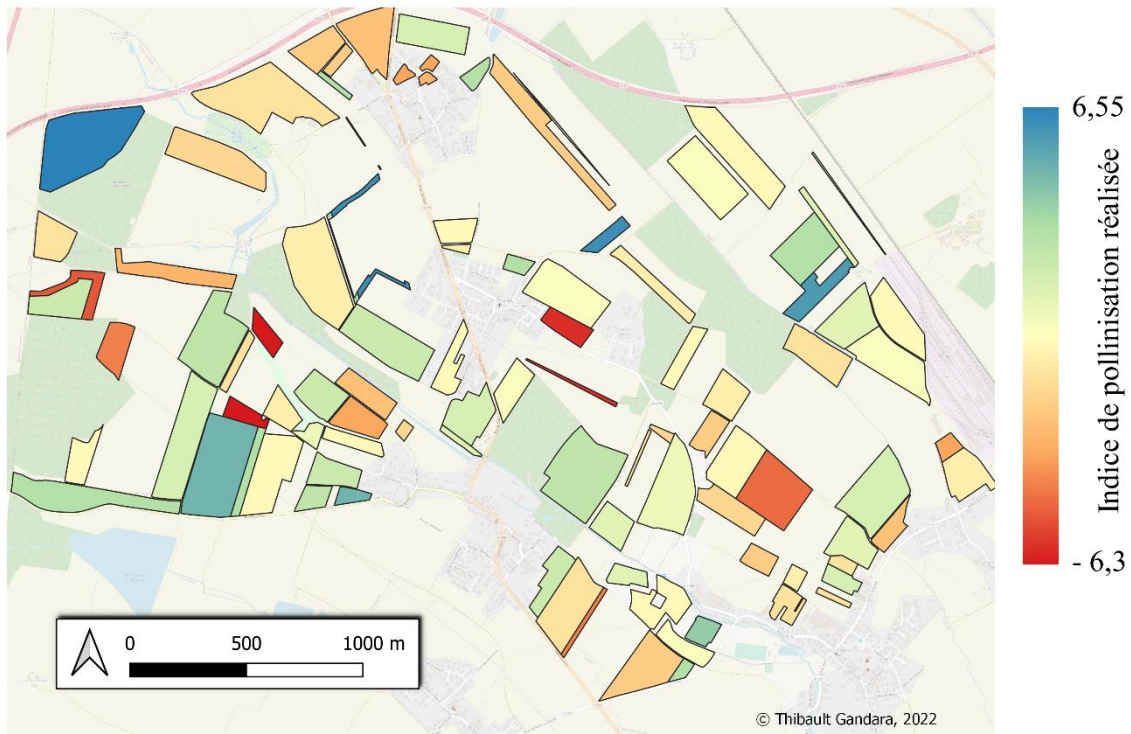 6,55
Indice de pollinisation réalisée
- 6,3
0 500 1000 m
© Thibault Gandara, 2022